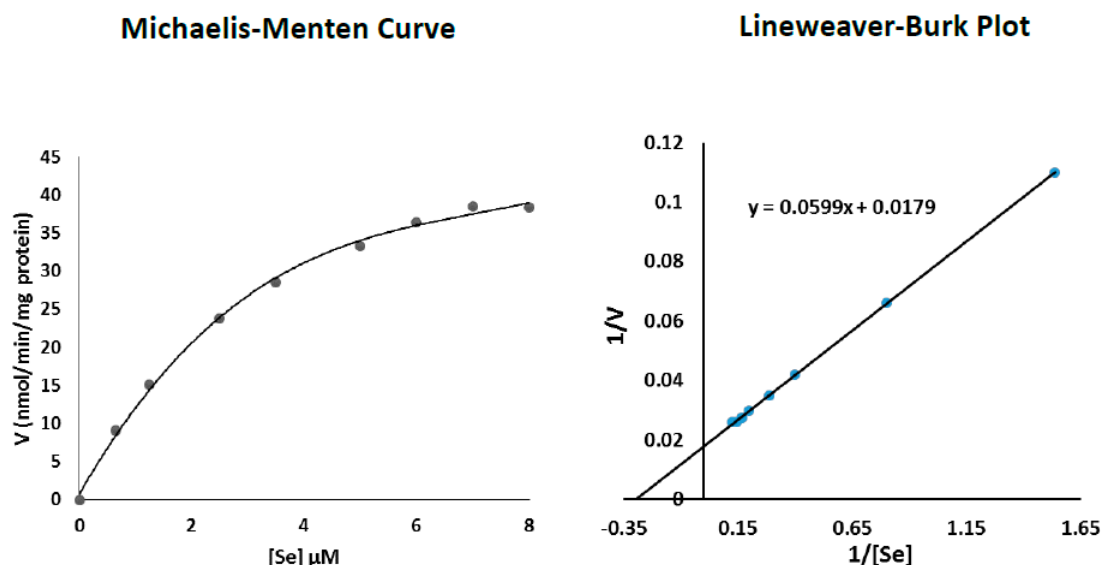 Michaelis-Menten Curve
V (nmol/min/mg protein)
45
40
35
30
25
20
15
10
5
0
0 2 4 6 8
[Se] µM
Lineweaver-Burk Plot
1/V
0.12
0.1
0.08
0.06
0.04
0.02
0
y = 0.0599x + 0.0179
-0.35 0.15 0.65 1.15 1.65
1/[Se]